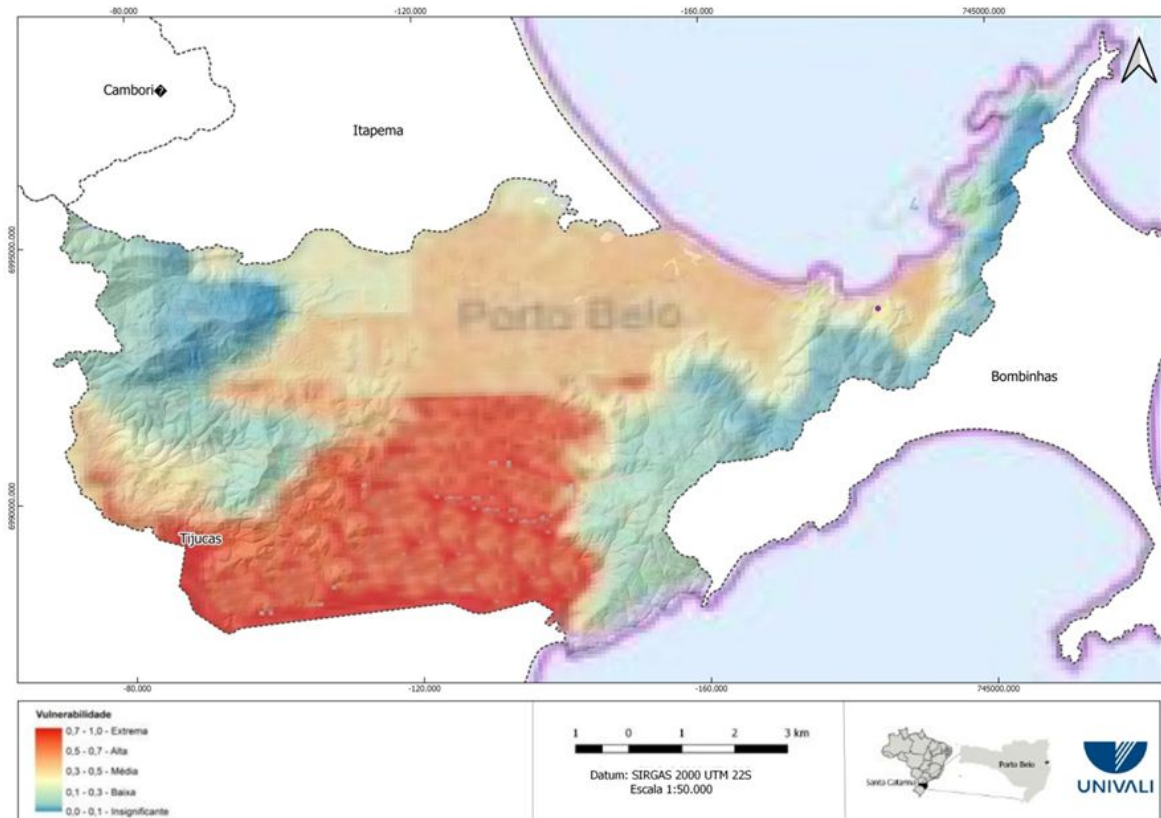 -80.000
-120.000
-160.000
745000.000
Cambori�
Itapema
6995000.000
Porto Belo
Bombinhas
6990000.000
Tijucas
-80.000
-120.000
-160.000
745000.000
Vulnerabilidade
0,7 - 1,0 - Extrema
0,5 - 0,7 - Alta
0,3 - 0,5 - Média
0,1 - 0,3 - Baixa
0,0 - 0,1 - Insignificante
1 0 1 2 3 km
Datum: SIRGAS 2000 UTM 22S
Escala 1:50.000
Porto Belo
Santa Catarina
UNIVALI